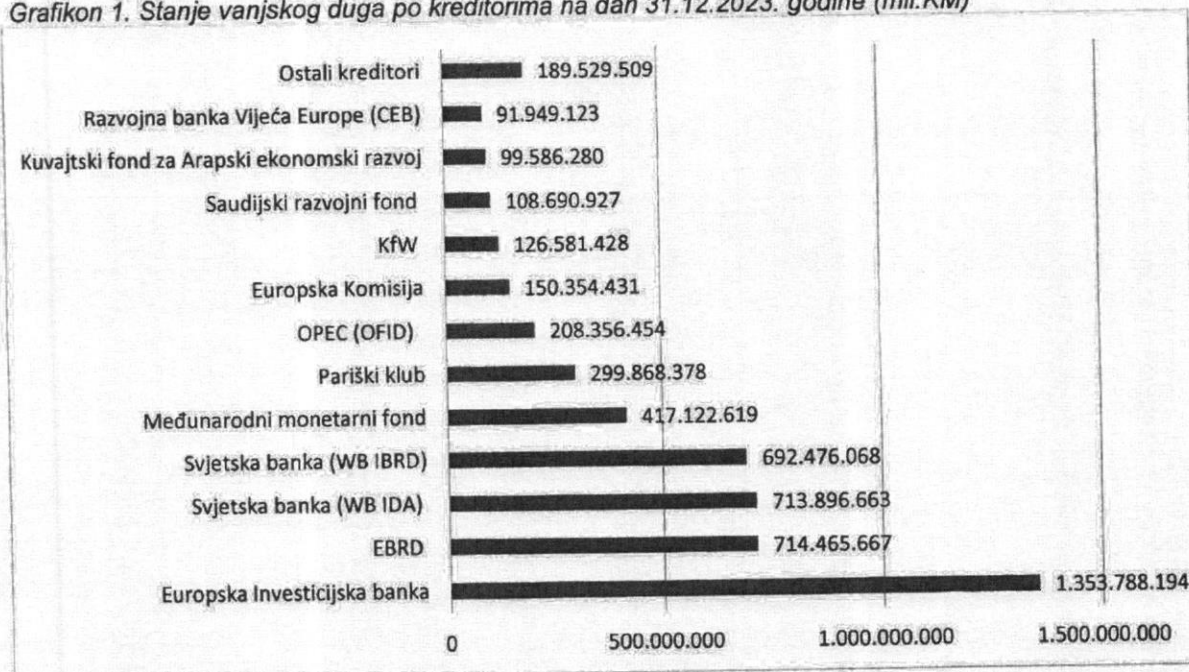 Grafikon 1. Stanje vanjskog duga po kreditorima na dan 31.12.2023. godine (mil.KM)
Ostali kreditori 189.529.509
Razvojna banka Vijeća Europe (CEB) 91.949.123
Kuvajtski fond za Arapski ekonomski razvoj 99.586.280
Saudijski razvojni fond 108.690.927
KfW 126.581.428
Europska Komisija 150.354.431
OPEC (OFID) 208.356.454
Pariški klub 299.868.378
Međunarodni monetarni fond 417.122.619
Svjetska banka (WB IBRD) 692.476.068
Svjetska banka (WB IDA) 713.896.663
EBRD 714.465.667
Europska Investicijska banka 1.353.788.194
0 500.000.000 1.000.000.000 1.500.000.000